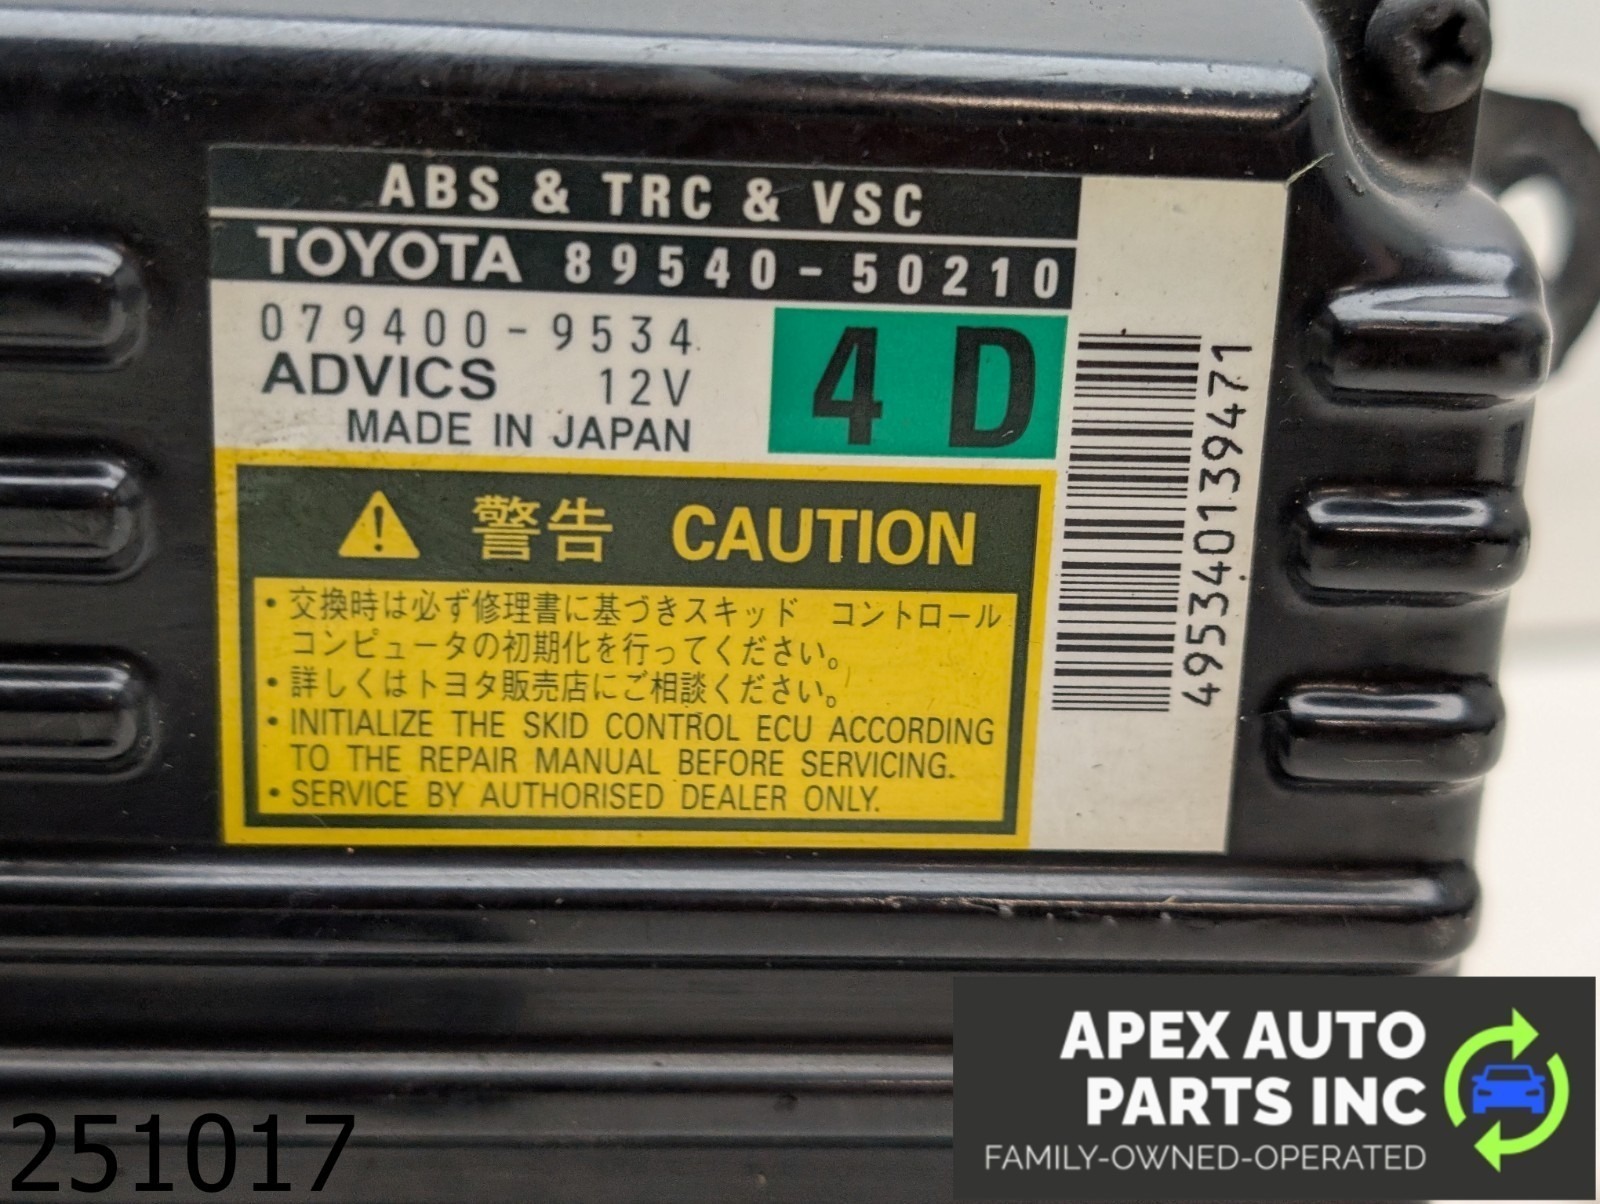 ABS & TRC & VSC
TOYOTA 89540-50210
079400-9534
ADVICS 12V
MADE IN JAPAN
4D
警告 CAUTION
・交換時は必ず修理書に基づきスキッド コントロール
コンピュータの初期化を行ってください。
・詳しくはトヨタ販売店にご相談ください。
・INITIALIZE THE SKID CONTROL ECU ACCORDING
TO THE REPAIR MANUAL BEFORE SERVICING.
・SERVICE BY AUTHORISED DEALER ONLY.
495340139471
APEX AUTO
PARTS INC
FAMILY-OWNED-OPERATED
251017